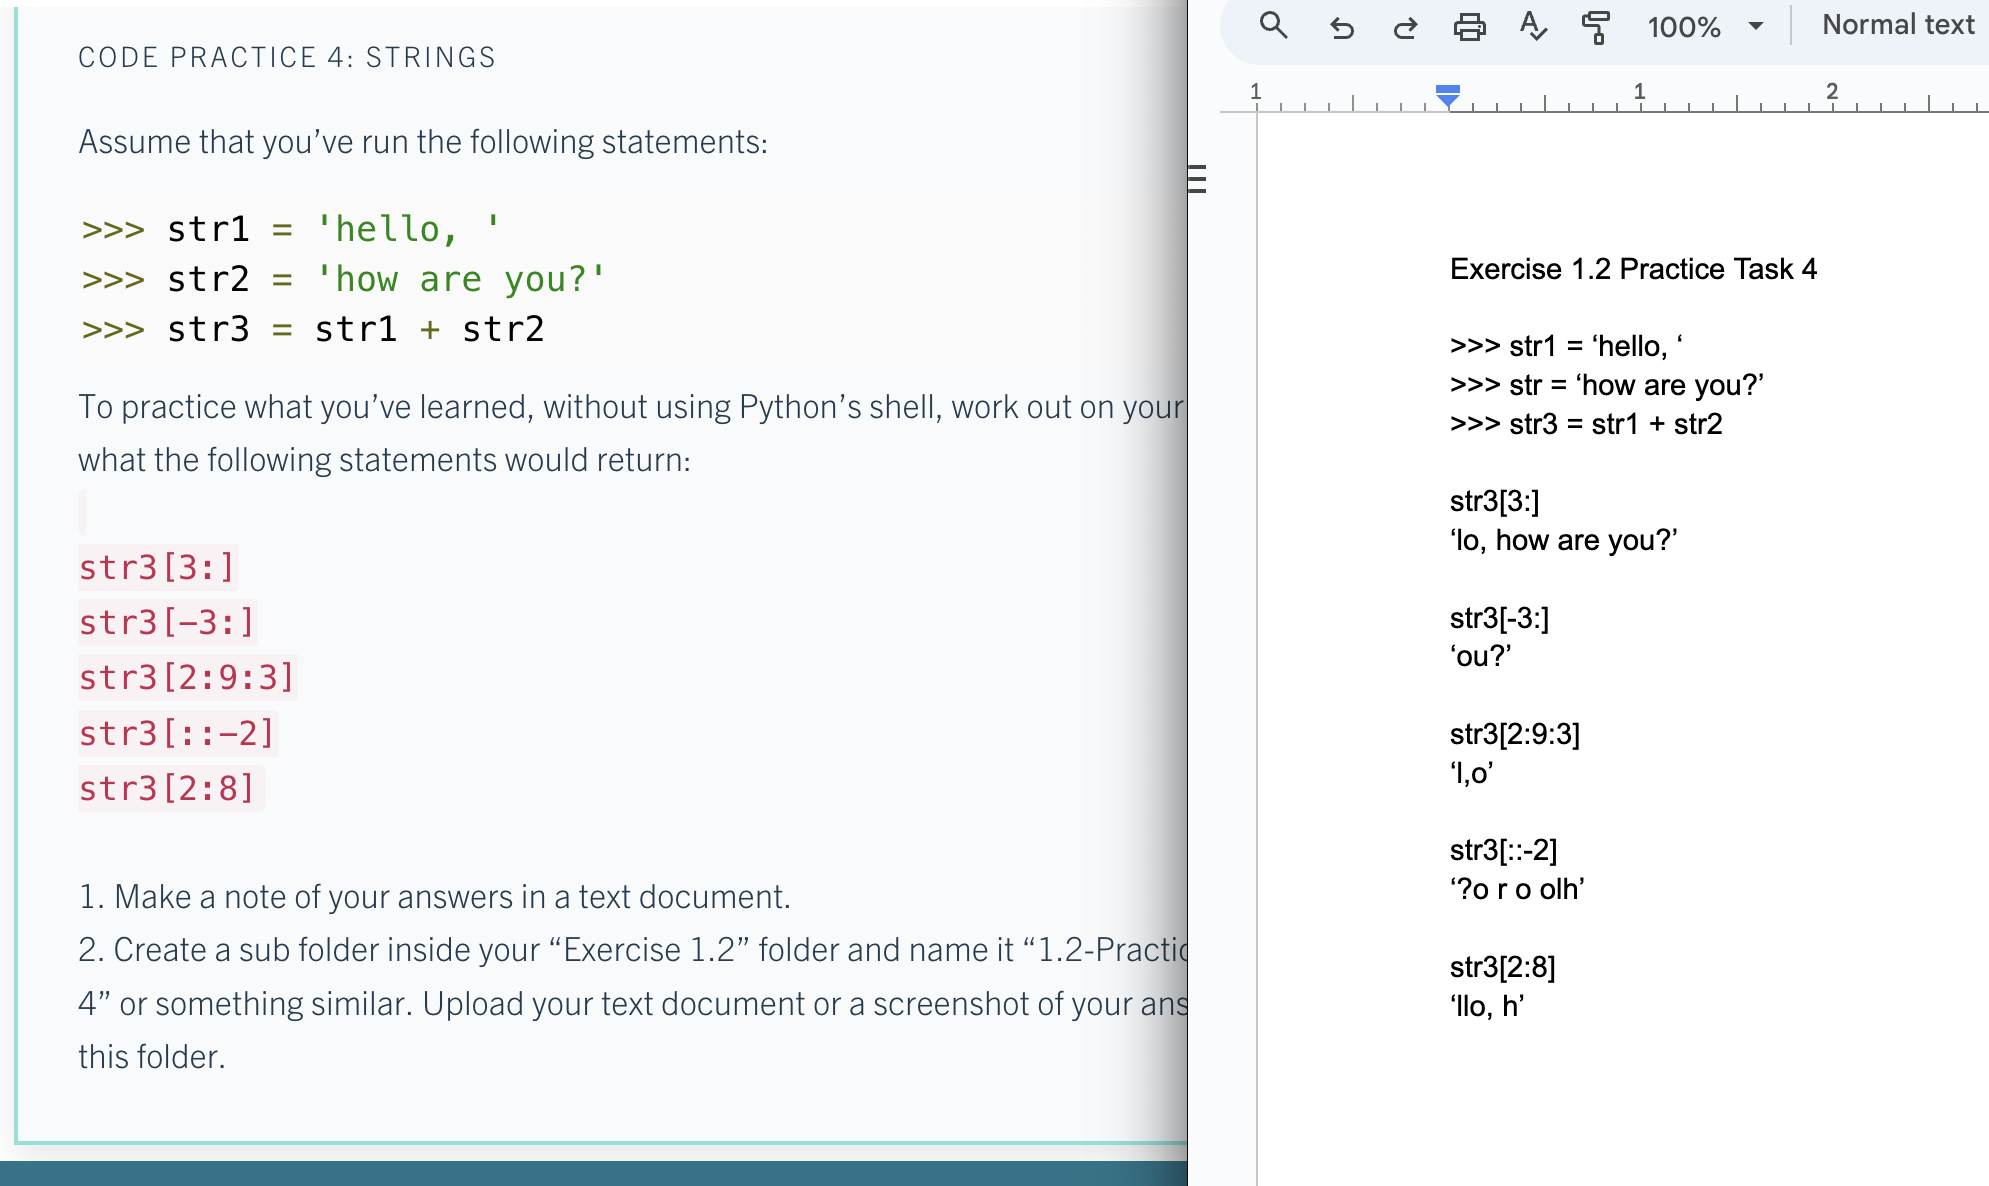 CODE PRACTICE 4: STRINGS
Assume that you’ve run the following statements:
>>> str1 = 'hello, '
>>> str2 = 'how are you?'
>>> str3 = str1 + str2
To practice what you’ve learned, without using Python’s shell, work out on your
what the following statements would return:
str3[3:]
str3[-3:]
str3[2:9:3]
str3[::-2]
str3[2:8]
1. Make a note of your answers in a text document.
2. Create a sub folder inside your “Exercise 1.2” folder and name it “1.2-Practic
4” or something similar. Upload your text document or a screenshot of your ans
this folder.
100%
Normal text
1
1
2
Exercise 1.2 Practice Task 4
>>> str1 = ‘hello, ‘
>>> str = ‘how are you?’
>>> str3 = str1 + str2
str3[3:]
‘lo, how are you?’
str3[-3:]
‘ou?’
str3[2:9:3]
‘l,o’
str3[::-2]
‘?o r o olh’
str3[2:8]
‘llo, h’